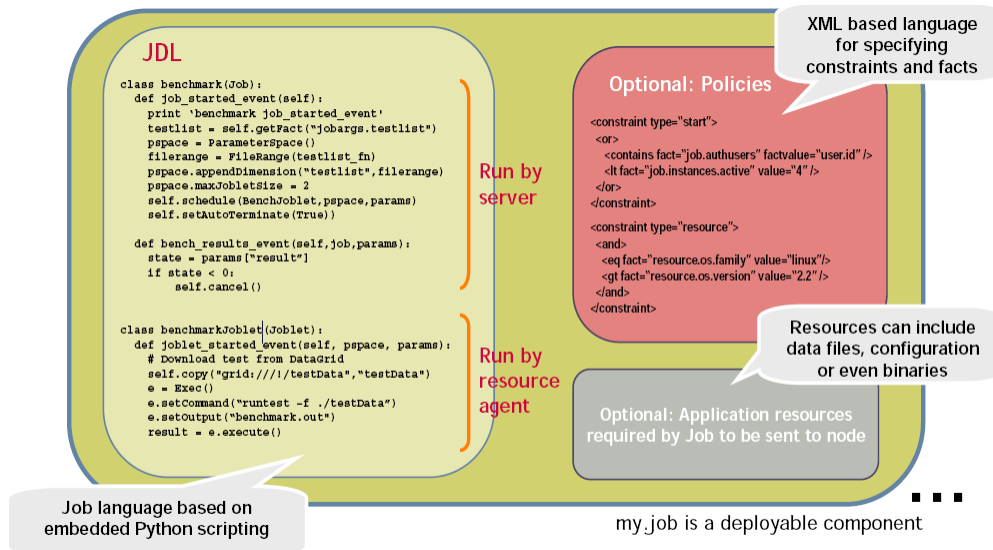 JDL
class benchmark(Job):
def job_started_event(self):
print ‘benchmark job_started_event'
testlist = self.getFact(“jobargs.testlist")
pspace = ParameterSpace()
filerange = FileRange(testlist_fn)
pspace.appendDimension(“testlist",filerange)
pspace.maxJobletSize = 2
self.schedule(BenchJoblet,pspace,params)
self.setAutoTerminate(True))
def bench_results_event(self,job,params):
state = params[“result”]
if state < 0:
self.cancel()
Run by
server
class benchmarkJoblet(Joblet):
def joblet_started_event(self, pspace, params):
# Download test from DataGrid
self.copy("grid:///!/testData",“testData”)
e = Exec()
e.setCommand(“runtest -f ./testData”)
e.setOutput(“benchmark.out”)
result = e.execute()
Run by
resource
agent
Job language based on
embedded Python scripting
XML based language
for specifying
constraints and facts
Optional: Policies
<constraint type=“start”>
<or>
<contains fact=“job.authusers” factvalue=“user.id” />
<lt fact=“job.instances.active” value=“4” />
</or>
</constraint>
<constraint type=“resource”>
<and>
<eq fact=“resource.os.family” value=“linux”/>
<gt fact=“resource.os.version” value=“2.2” />
</and>
</constraint>
Resources can include
data files, configuration
or even binaries
Optional: Application resources
required by Job to be sent to node
...
my.job is a deployable component